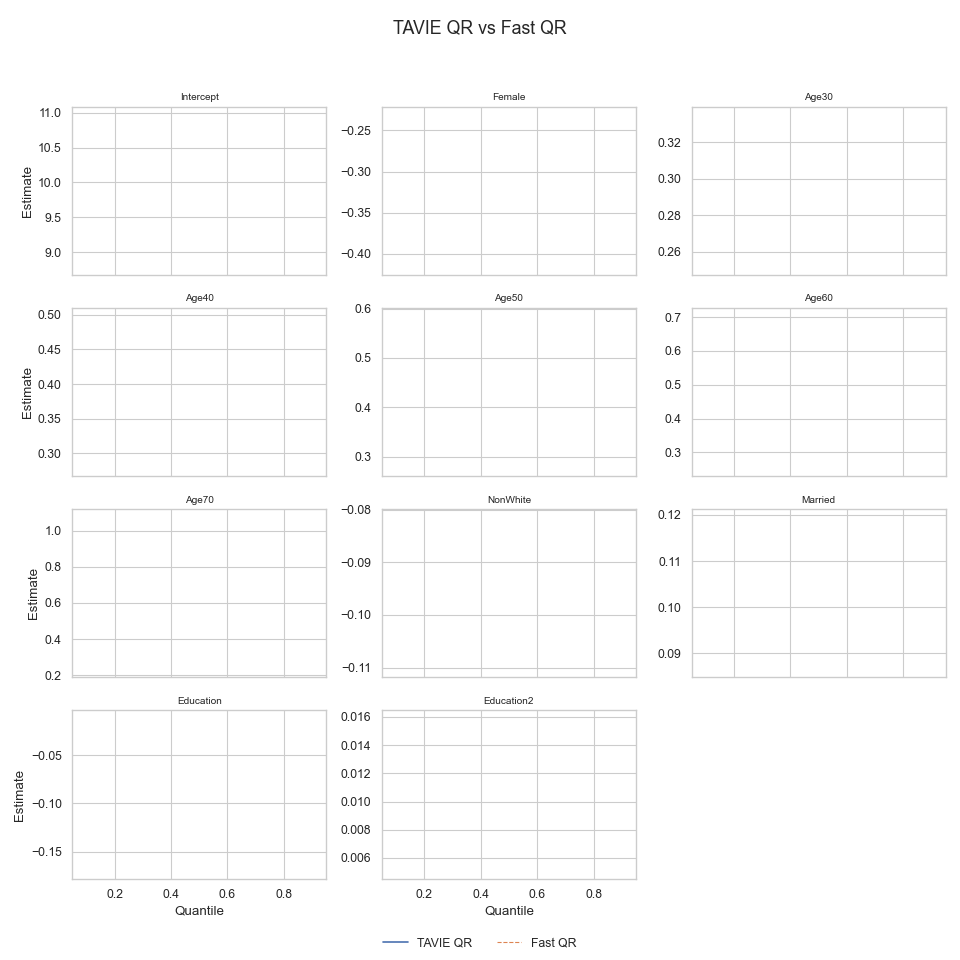 TAVIE QR vs Fast QR
Intercept
Female
Age30
11.0
10.5
10.0
9.5
9.0
Estimate
−0.25
−0.30
−0.35
−0.40
0.32
0.30
0.28
0.26
Age40
Age50
Age60
0.50
0.45
0.40
0.35
0.30
Estimate
0.6
0.5
0.4
0.3
0.7
0.6
0.5
0.4
0.3
Age70
NonWhite
Married
1.0
0.8
0.6
0.4
0.2
Estimate
−0.08
−0.09
−0.10
−0.11
0.12
0.11
0.10
0.09
Education
Education2
−0.05
−0.10
−0.15
Estimate
0.016
0.014
0.012
0.010
0.008
0.006
0.2 0.4 0.6 0.8
Quantile
0.2 0.4 0.6 0.8
Quantile
TAVIE QR
Fast QR